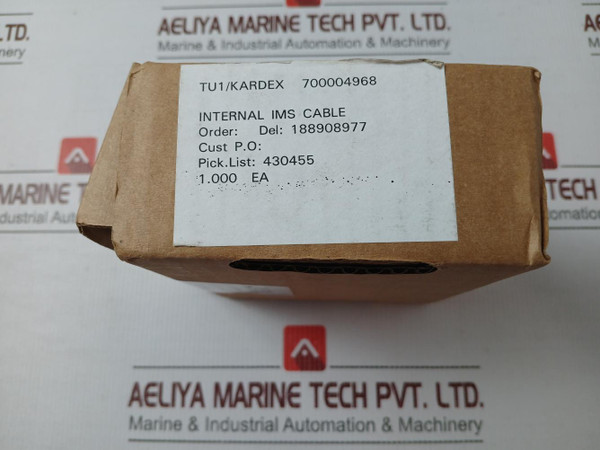 AELIYA MARINE TECH PVT. LTD.
Marine & Industrial Automation & Machinery
TU1/KARDEX 700004968
INTERNAL IMS CABLE
Order: Del: 188908977
Cust P.O:
Pick.List: 430455
1.000 EA
AELIYA MARINE TECH PVT. LTD.
Marine & Industrial Automation & Machinery